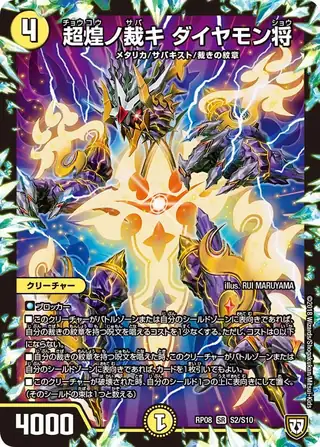 4
チョウコウ サバ ショウ
超煌ノ裁キ ダイヤモン将
メタリカ/サバキスト/裁きの紋章
クリーチャー
illus. RUI MARUYAMA
■ブロッカー
■このクリーチャーがバトルゾーンまたは自分のシールドゾーンに表向きであれば、
自分の裁きの紋章を持つ呪文を唱えるコストを1少なくする。ただし、コストは0以下
にならない。
■自分の裁きの紋章を持つ呪文を唱えた時、このクリーチャーがバトルゾーンまたは自分の
シールドゾーンに表向きであれば、カードを1枚引いてもよい。
■このクリーチャーが破壊された時、自分のシールド1つの上に表向きにして置く。
(そのシールドの束は1つと数える)
4000
1
RP08 SR S2/S10